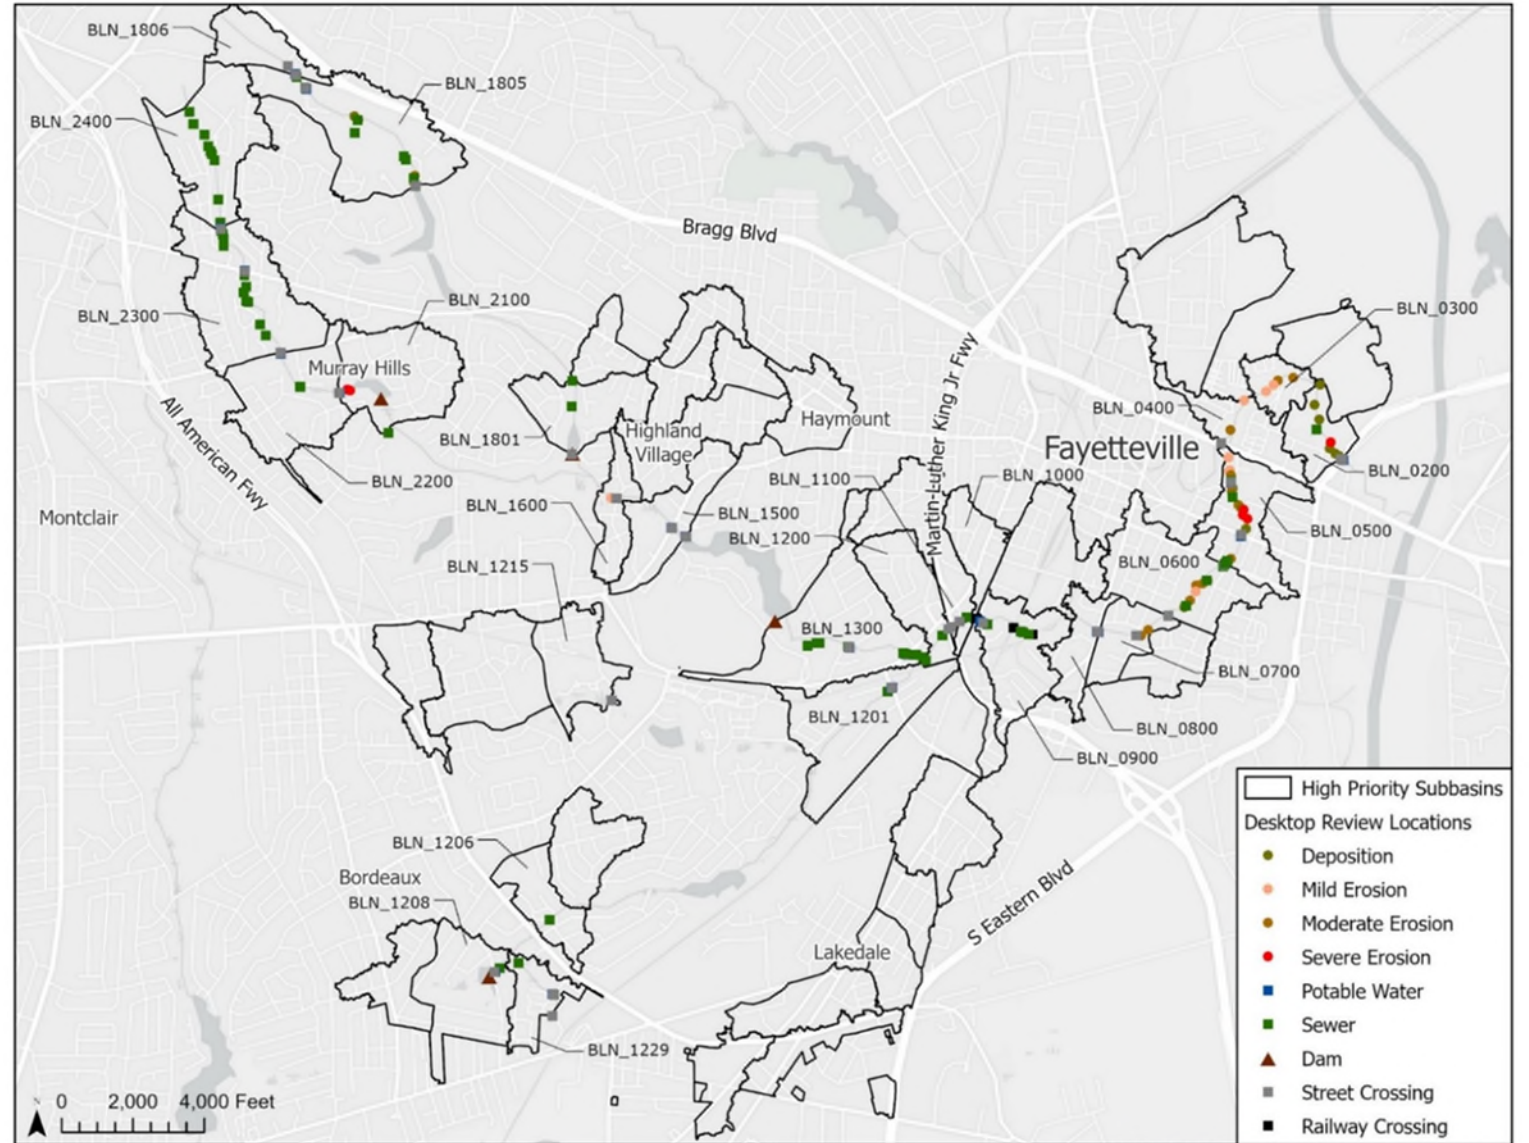 BLN_1806
BLN_1805
BLN_2400
Bragg Blvd
BLN_2100
BLN_0300
BLN_2300
Murray Hills
Martin-Luther King Jr Fwy
BLN_0400
Haymount
BLN_1801
Highland
Village
Fayetteville
All American Fwy
BLN_2200
BLN_1100
BLN_1000
BLN_0200
BLN_1600
BLN_1500
Montclair
BLN_1200
BLN_0500
BLN_1215
BLN_0600
BLN_1300
BLN_0700
BLN_1201
BLN_0800
BLN_0900
BLN_1206
Bordeaux
BLN_1208
S Eastern Blvd
Lakedale
BLN_1229
N
0 2,000 4,000 Feet
High Priority Subbasins
Desktop Review Locations
Deposition
Mild Erosion
Moderate Erosion
Severe Erosion
Potable Water
Sewer
Dam
Street Crossing
Railway Crossing